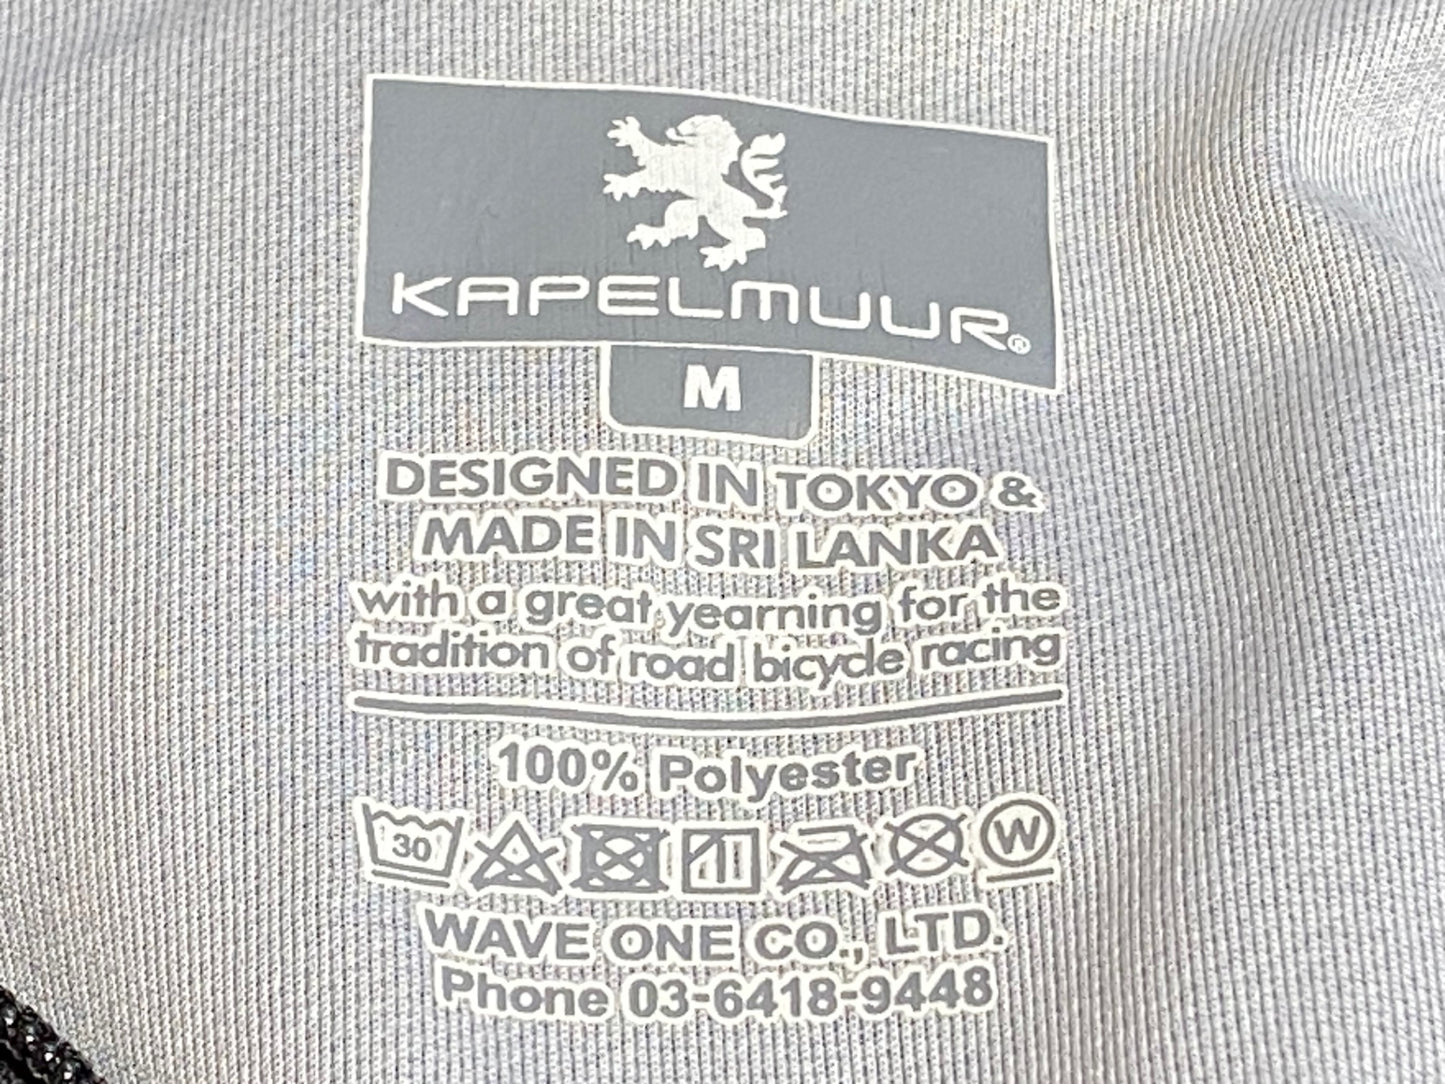 KAPELMUUR®
M
DESIGNED IN TOKYO &
MADE IN SRI LANKA
with a great yearning for the
tradition of road bicycle racing
100% Polyester
30 W
WAVE ONE CO., LTD.
Phone 03-6418-9448